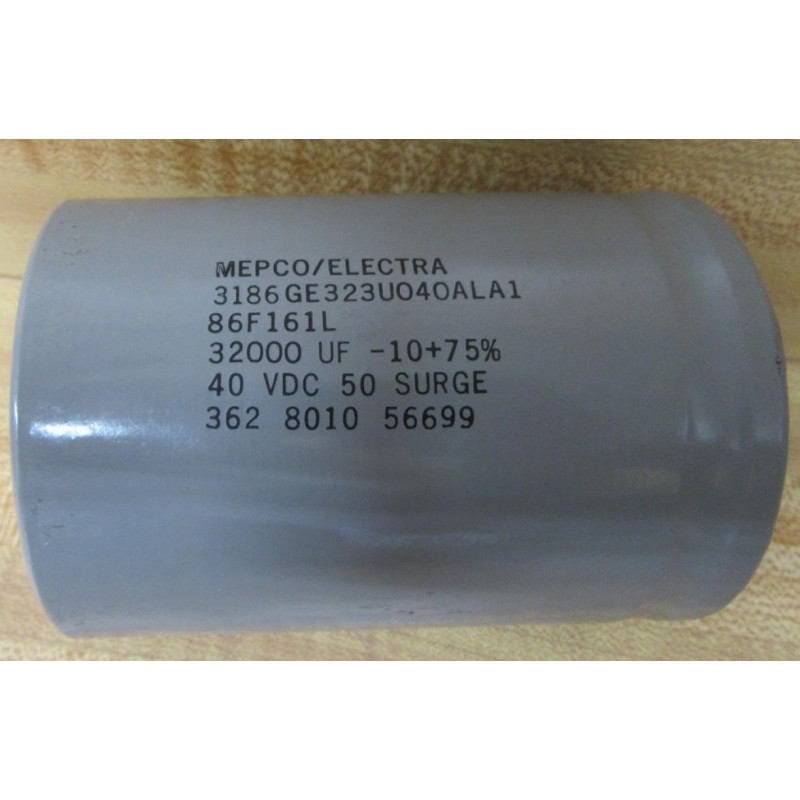 MEPCO/ELECTRA
3186GE323U040ALA1
86F161L
32000 UF -10+75%
40 VDC 50 SURGE
362 8010 56699